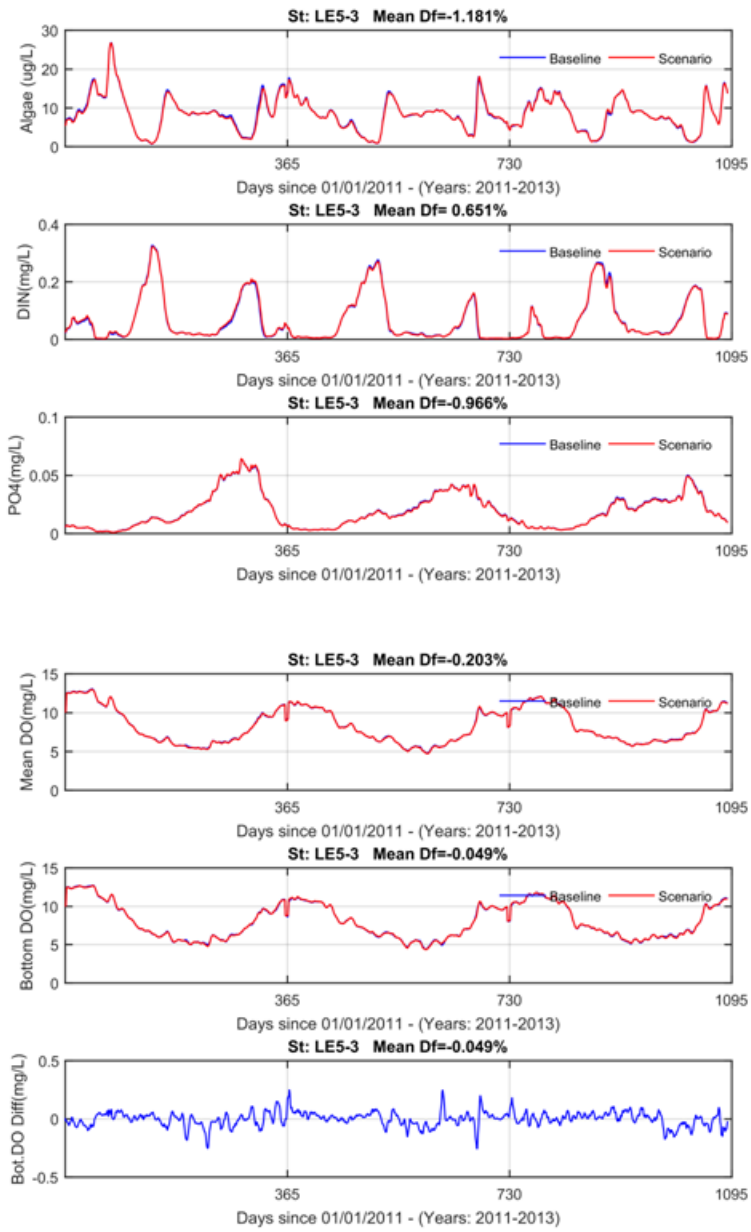 St: LE5-3 Mean Df=-1.181%
30
20
10
0
Algae (ug/L)
Baseline Scenario
365 730 1095
Days since 01/01/2011 - (Years: 2011-2013)
St: LE5-3 Mean Df= 0.651%
0.4
0.2
0
DIN(mg/L)
Baseline Scenario
365 730 1095
Days since 01/01/2011 - (Years: 2011-2013)
St: LE5-3 Mean Df=-0.966%
0.1
0.05
0
PO4(mg/L)
Baseline Scenario
365 730 1095
Days since 01/01/2011 - (Years: 2011-2013)
St: LE5-3 Mean Df=-0.203%
15
10
5
0
Mean DO(mg/L)
Baseline Scenario
365 730 1095
Days since 01/01/2011 - (Years: 2011-2013)
St: LE5-3 Mean Df=-0.049%
15
10
5
0
Bottom DO(mg/L)
Baseline Scenario
365 730 1095
Days since 01/01/2011 - (Years: 2011-2013)
St: LE5-3 Mean Df=-0.049%
0.5
0
-0.5
Bot.DO Diff(mg/L)
365 730 1095
Days since 01/01/2011 - (Years: 2011-2013)